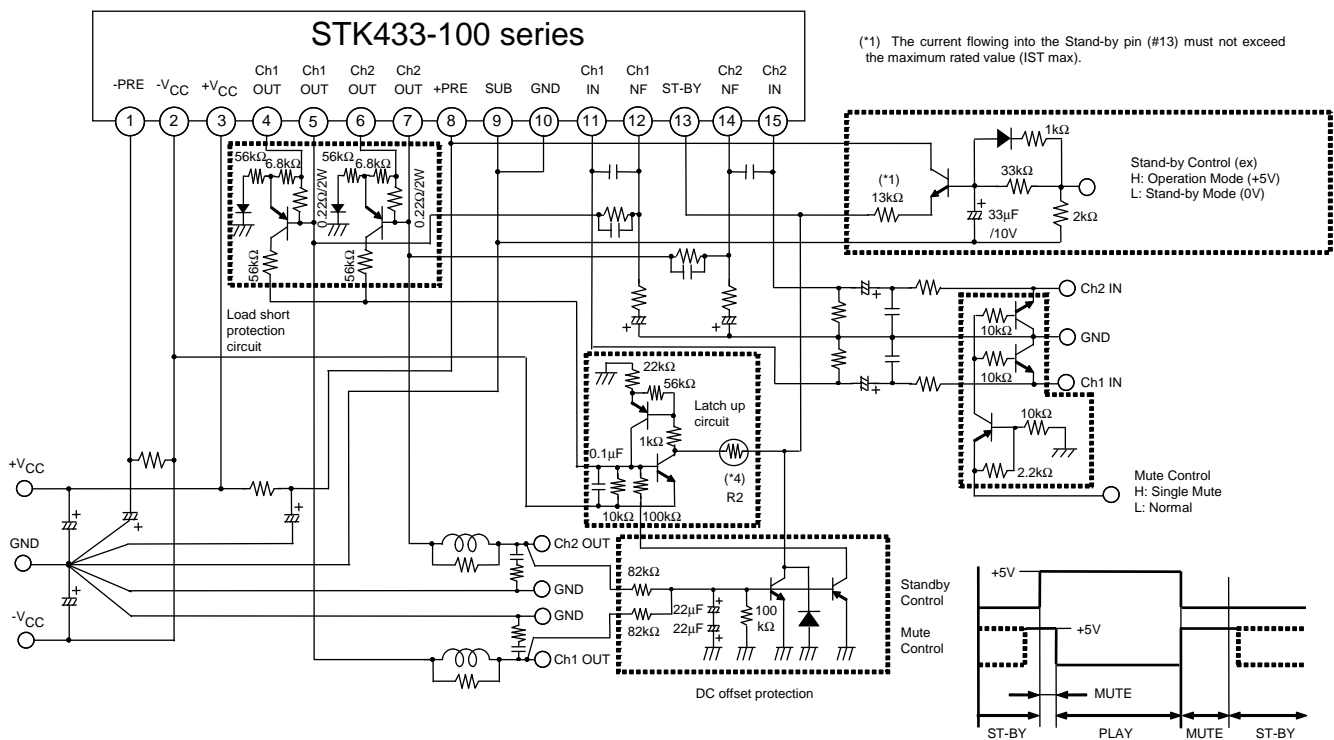 STK433-100 series
(*1) The current flowing into the Stand-by pin (#13) must not exceed
the maximum rated value (IST max).
-PRE
-VCC
+VCC
Ch1
OUT
Ch1
OUT
Ch2
OUT
Ch2
OUT
+PRE
SUB
GND
Ch1
IN
Ch1
NF
ST-BY
Ch2
NF
Ch2
IN
1
2
3
4
5
6
7
8
9
10
11
12
13
14
15
56kΩ
6.8kΩ
0.22Ω/2W
56kΩ
6.8kΩ
0.22Ω/2W
56kΩ
56kΩ
Load short
protection
circuit
1kΩ
33kΩ
(*1)
13kΩ
33µF
/10V
2kΩ
Stand-by Control (ex)
H: Operation Mode (+5V)
L: Stand-by Mode (0V)
Ch2 IN
10kΩ
GND
10kΩ
Ch1 IN
10kΩ
2.2kΩ
Mute Control
H: Single Mute
L: Normal
22kΩ
56kΩ
Latch up
circuit
1kΩ
0.1µF
(*4)
R2
10kΩ
100kΩ
+VCC
GND
-VCC
Ch2 OUT
GND
GND
Ch1 OUT
82kΩ
82kΩ
22µF
22µF
100
kΩ
DC offset protection
Standby
Control
Mute
Control
+5V
+5V
MUTE
ST-BY
PLAY
MUTE
ST-BY